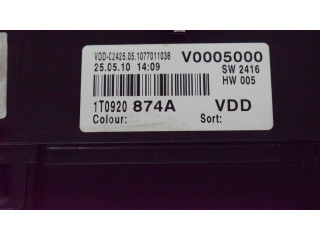 VDD-C2425.05.1077011038 V0005000
25.05.10 14:09 SW 2416
HW 005
1T0920 874A VDD
Colour: Sort: